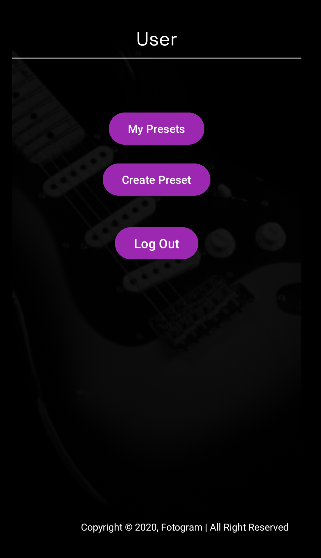 User
My Presets
Create Preset
Log Out
Copyright © 2020, Fotogram | All Right Reserved